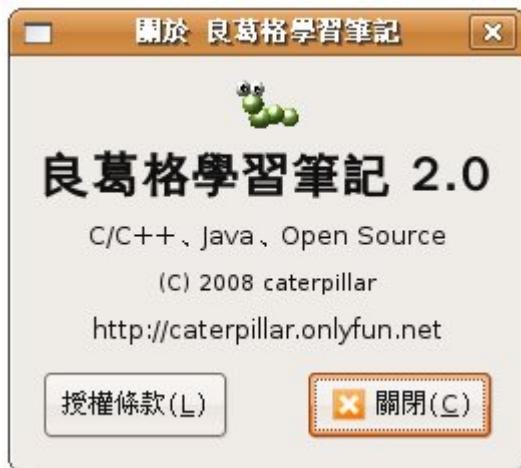 關於 良葛格學習筆記
良葛格學習筆記 2.0
C/C++、Java、Open Source
(C) 2008 caterpillar
http://caterpillar.onlyfun.net
授權條款(L)
關閉(C)